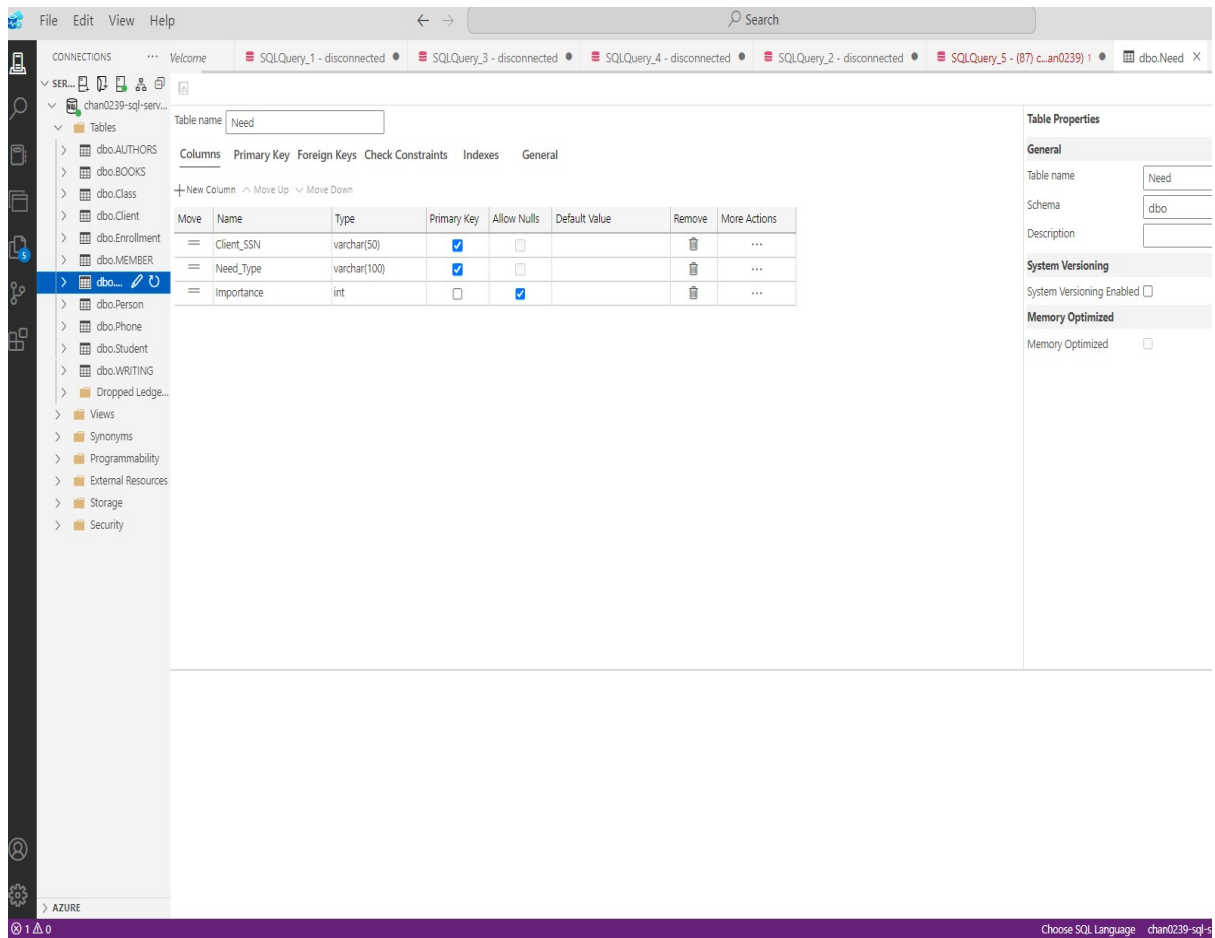 File Edit View Help
Search
CONNECTIONS ... Welcome SQLQuery_1 - disconnected ● SQLQuery_3 - disconnected ● SQLQuery_4 - disconnected ● SQLQuery_2 - disconnected ● SQLQuery_5 - (87) c...an0239) 1 ● dbo.Need ×
SER...
chan0239-sql-serv...
Tables
dbo.AUTHORS
dbo.BOOKS
dbo.Class
dbo.Client
dbo.Enrollment
dbo.MEMBER
dbo....
dbo.Person
dbo.Phone
dbo.Student
dbo.WRITING
Dropped Ledge...
Views
Synonyms
Programmability
External Resources
Storage
Security
5
AZURE
Table name Need
Columns Primary Key Foreign Keys Check Constraints Indexes General
New Column Move Up Move Down
Move Name Type Primary Key Allow Nulls Default Value Remove More Actions
Client_SSN varchar(50) ...
Need_Type varchar(100) ...
Importance int ...
Table Properties
General
Table name Need
Schema dbo
Description
System Versioning
System Versioning Enabled
Memory Optimized
Memory Optimized
1 0
Choose SQL Language chan0239-sql-s